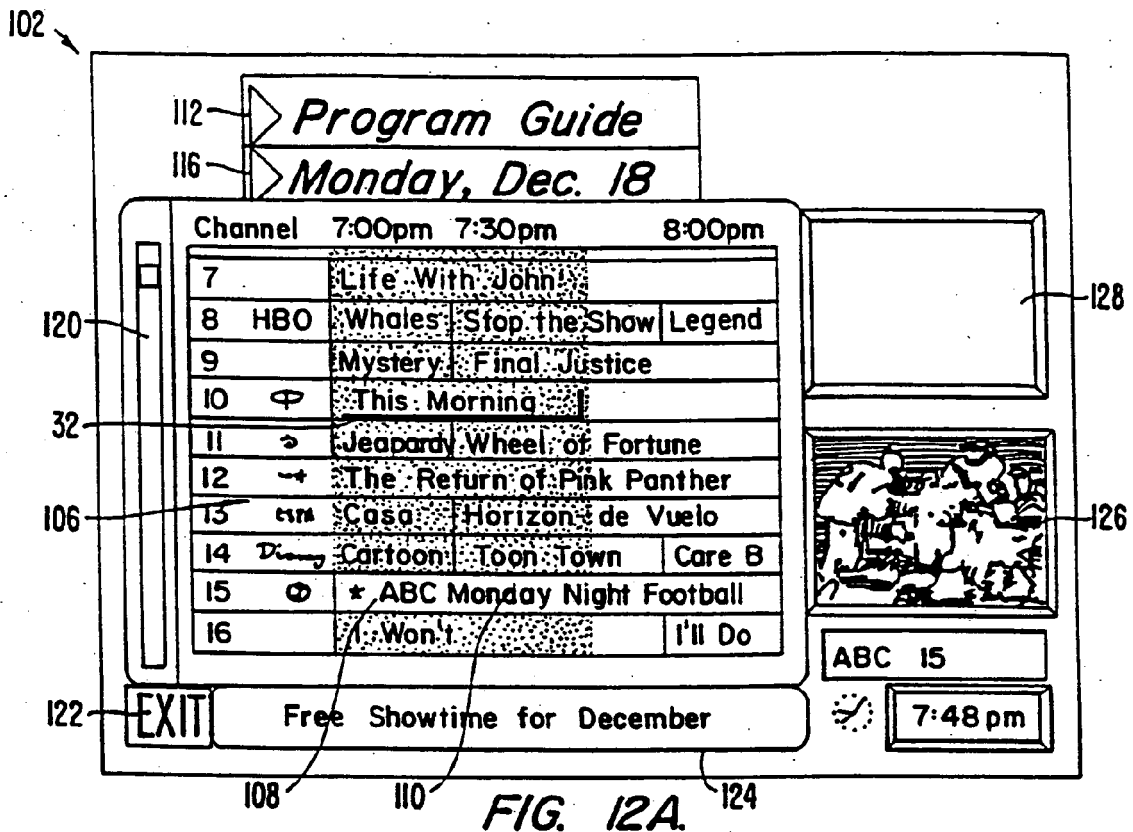 102
112 Program Guide
116 Monday, Dec. 18
Channel 7:00pm 7:30pm 8:00pm
7 Life With John
8 HBO Whales Stop the Show Legend
128
120
9 Mystery Final Justice
10 This Morning
32
11 Jeapardy Wheel of Fortune
12 The Return of Pink Panther
106
13 ESPN Casa Horizon de Vuelo
126
14 Disney Cartoon Toon Town Care B
15 * ABC Monday Night Football
16 I Won't I'll Do
ABC 15
122 EXIT Free Showtime for December
7:48pm
108 110 124
FIG. 12A.